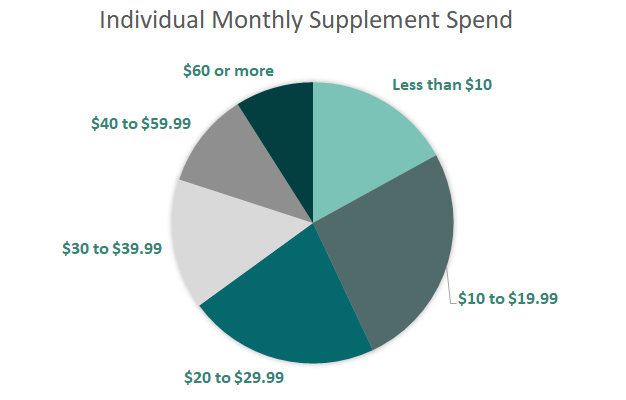 Individual Monthly Supplement Spend
$60 or more
Less than $10
$40 to $59.99
$30 to $39.99
$10 to $19.99
$20 to $29.99